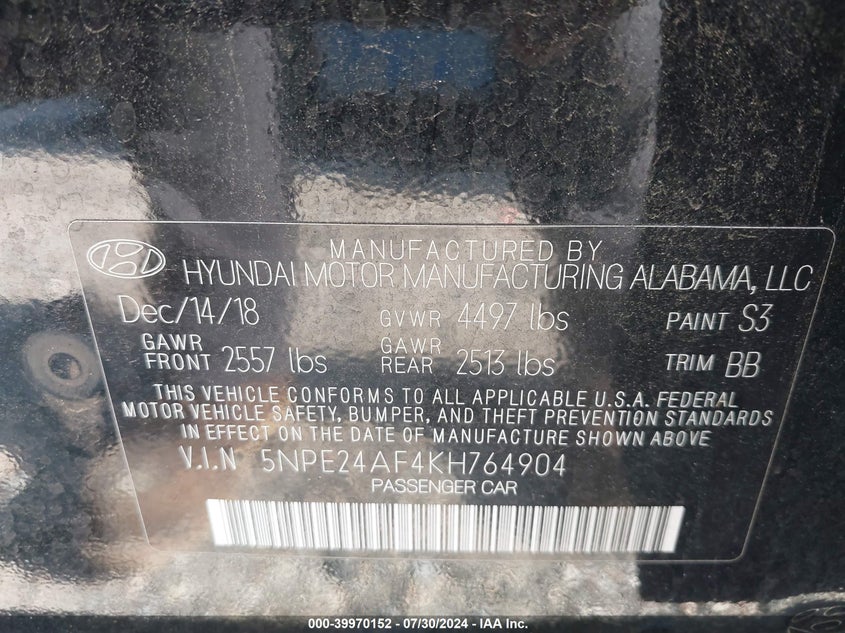 MANUFACTURED BY
HYUNDAI MOTOR MANUFACTURING ALABAMA, LLC
Dec/14/18 GVWR 4497 lbs PAINT S3
GAWR FRONT 2557 lbs GAWR REAR 2513 lbs TRIM BB
THIS VEHICLE CONFORMS TO ALL APPLICABLE U.S.A. FEDERAL
MOTOR VEHICLE SAFETY, BUMPER, AND THEFT PREVENTION STANDARDS
IN EFFECT ON THE DATE OF MANUFACTURE SHOWN ABOVE
V.I.N 5NPE24AF4KH764904
PASSENGER CAR
000-39970152 - 07/30/2024 - IAA Inc.